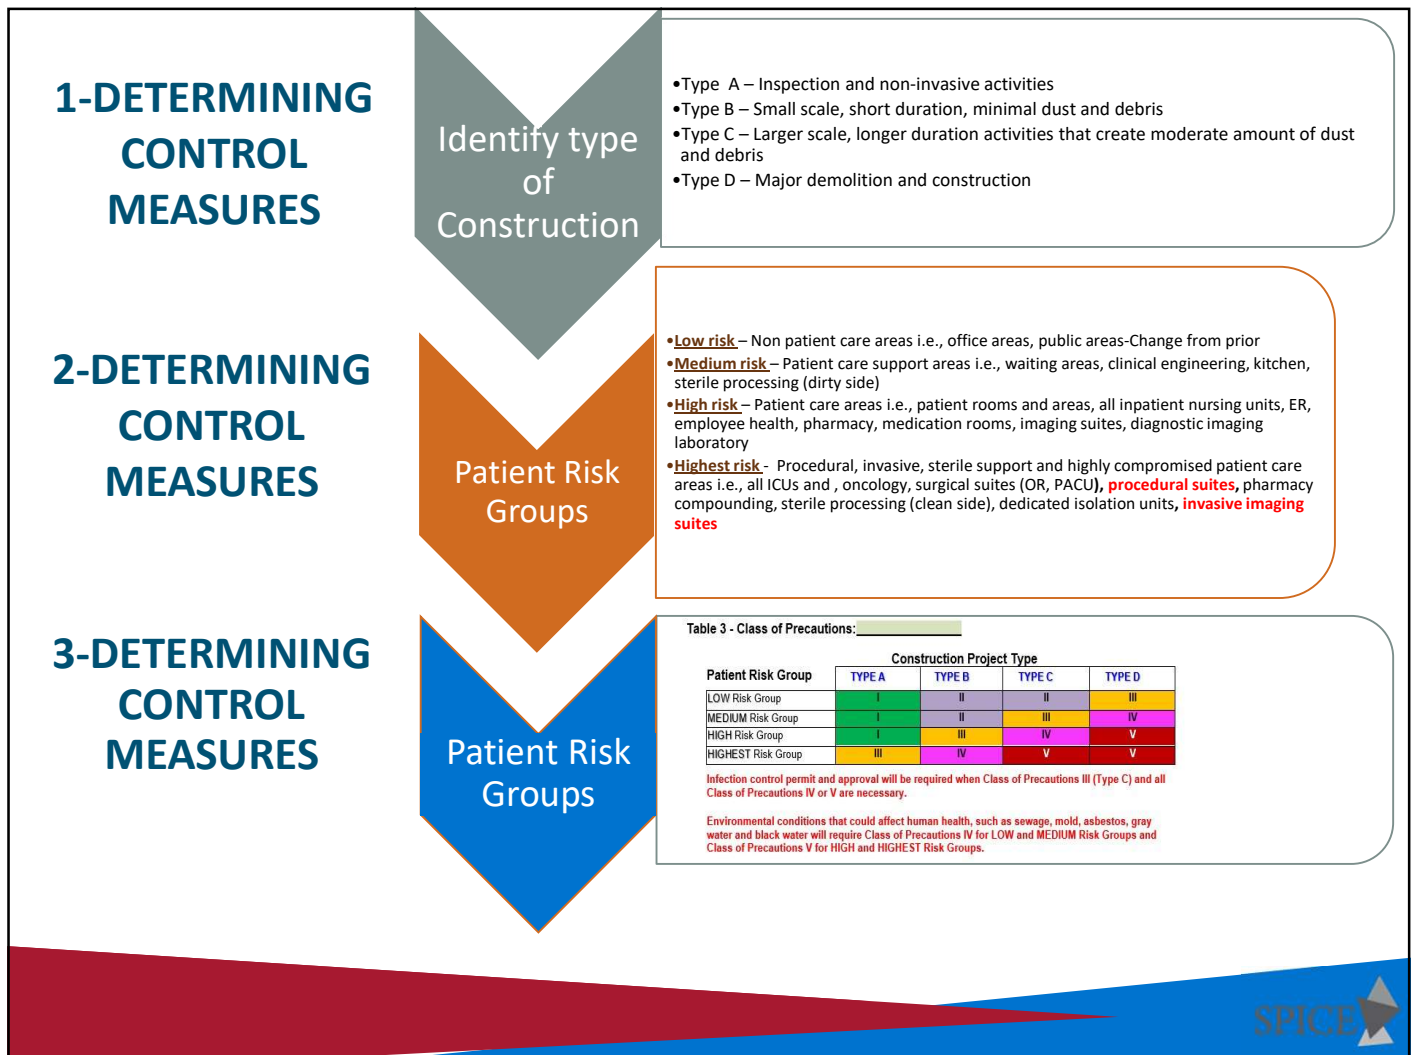 1-DETERMINING
CONTROL
MEASURES
Identify type
of
Construction
•Type A – Inspection and non-invasive activities
•Type B – Small scale, short duration, minimal dust and debris
•Type C – Larger scale, longer duration activities that create moderate amount of dust
and debris
•Type D – Major demolition and construction
2-DETERMINING
CONTROL
MEASURES
Patient Risk
Groups
•Low risk – Non patient care areas i.e., office areas, public areas-Change from prior
•Medium risk – Patient care support areas i.e., waiting areas, clinical engineering, kitchen,
sterile processing (dirty side)
•High risk – Patient care areas i.e., patient rooms and areas, all inpatient nursing units, ER,
employee health, pharmacy, medication rooms, imaging suites, diagnostic imaging
laboratory
•Highest risk - Procedural, invasive, sterile support and highly compromised patient care
areas i.e., all ICUs and , oncology, surgical suites (OR, PACU), procedural suites, pharmacy
compounding, sterile processing (clean side), dedicated isolation units, invasive imaging
suites
3-DETERMINING
CONTROL
MEASURES
Patient Risk
Groups
Table 3 - Class of Precautions:
Construction Project Type
Patient Risk Group TYPE A TYPE B TYPE C TYPE D
LOW Risk Group I II II III
MEDIUM Risk Group I II III IV
HIGH Risk Group I III IV V
HIGHEST Risk Group III IV V V
Infection control permit and approval will be required when Class of Precautions III (Type C) and all
Class of Precautions IV or V are necessary.
Environmental conditions that could affect human health, such as sewage, mold, asbestos, gray
water and black water will require Class of Precautions IV for LOW and MEDIUM Risk Groups and
Class of Precautions V for HIGH and HIGHEST Risk Groups.
SPICE